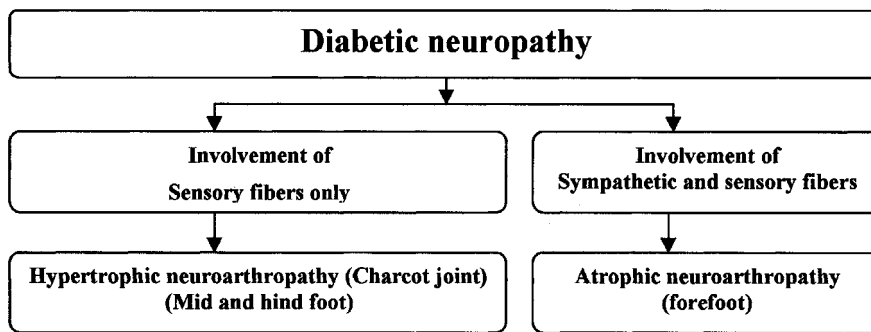 Diabetic neuropathy
Involvement of
Sensory fibers only
Involvement of
Sympathetic and sensory fibers
Hypertrophic neuroarthropathy (Charcot joint)
(Mid and hind foot)
Atrophic neuroarthropathy
(forefoot)